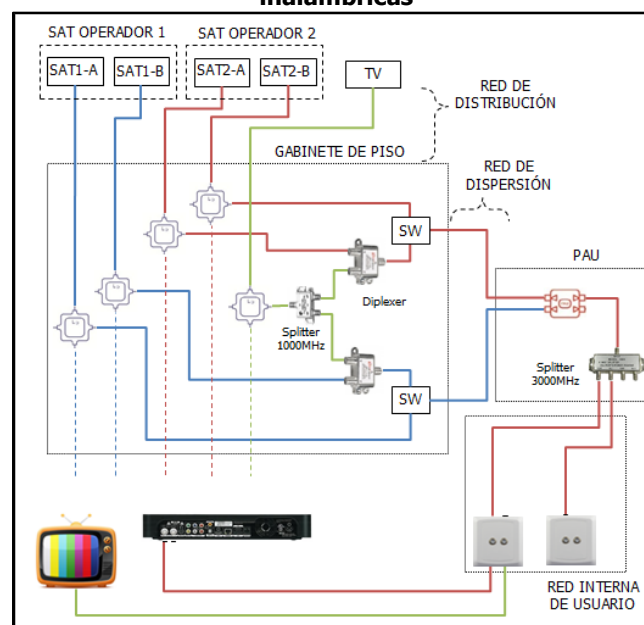 inalámbricas
SAT OPERADOR 1
SAT OPERADOR 2
SAT1-A
SAT1-B
SAT2-A
SAT2-B
TV
RED DE
DISTRIBUCIÓN
GABINETE DE PISO
RED DE
DISPERSIÓN
SW
PAU
Diplexer
Splitter
1000MHz
Splitter
3000MHz
SW
RED INTERNA
DE USUARIO